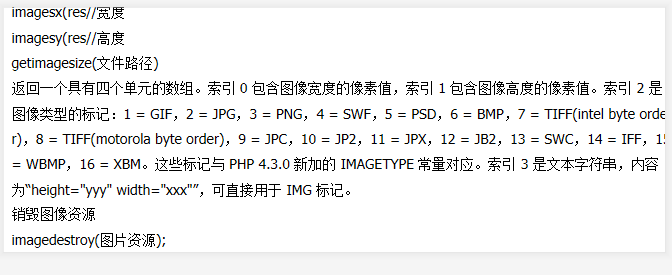 imagesx(res//宽度
imagesy(res//高度
getimagesize(文件路径)
返回一个具有四个单元的数组。索引 0 包含图像宽度的像素值，索引 1 包含图像高度的像素值。索引 2 是
图像类型的标记：1 = GIF，2 = JPG，3 = PNG，4 = SWF，5 = PSD，6 = BMP，7 = TIFF(intel byte orde
r)，8 = TIFF(motorola byte order)，9 = JPC，10 = JP2，11 = JPX，12 = JB2，13 = SWC，14 = IFF，15
= WBMP，16 = XBM。这些标记与 PHP 4.3.0 新加的 IMAGETYPE 常量对应。索引 3 是文本字符串，内容
为“height="yyy" width="xxx"”，可直接用于 IMG 标记。
销毁图像资源
imagedestroy(图片资源);